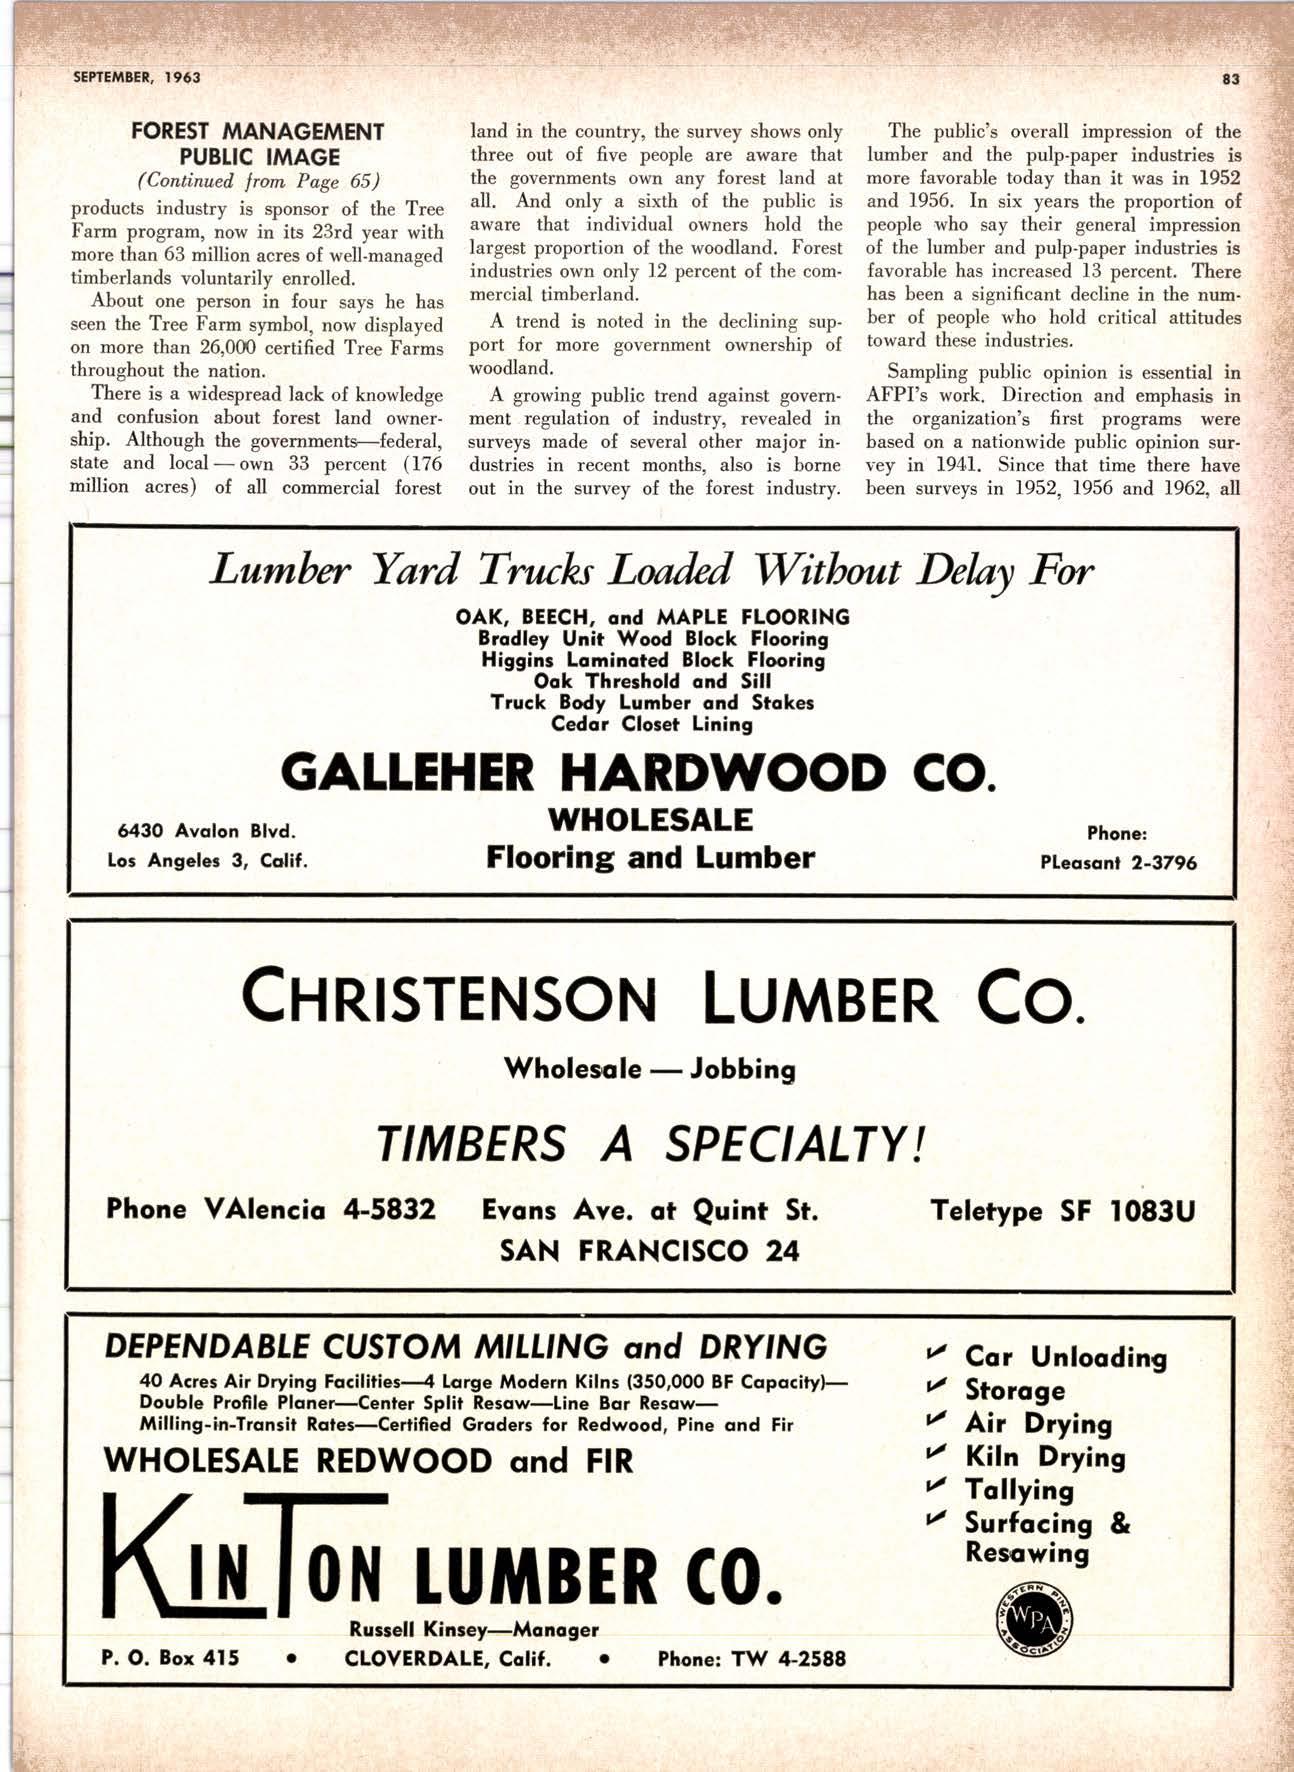 SEPTEMBER, 1963
83
FOREST MANAGEMENT
PUBLIC IMAGE
(Continued from Page 65)
products industry is sponsor of the Tree
Farm program, now in its 23rd year with
more than 63 million acres of well-managed
timberlands voluntarily enrolled.
About one person in four says he has
seen the Tree Farm symbol, now displayed
on more than 26,000 certified Tree Farms
throughout the nation.
There is a widespread lack of knowledge
and confusion about forest land owner-
ship. Although the governments—federal,
state and local—own 33 percent (176
million acres) of all commercial forest
land in the country, the survey shows only
three out of five people are aware that
the governments own any forest land at
all. And only a sixth of the public is
aware that individual owners hold the
largest proportion of the woodland. Forest
industries own only 12 percent of the com-
mercial timberland.
A trend is noted in the declining sup-
port for more government ownership of
woodland.
A growing public trend against govern-
ment regulation of industry, revealed in
surveys made of several other major in-
dustries in recent months, also is borne
out in the survey of the forest industry.
The public's overall impression of the
lumber and the pulp-paper industries is
more favorable today than it was in 1952
and 1956. In six years the proportion of
people who say their general impression
of the lumber and pulp-paper industries is
favorable has increased 13 percent. There
has been a significant decline in the num-
ber of people who hold critical attitudes
toward these industries.
Sampling public opinion is essential in
AFPI's work. Direction and emphasis in
the organization's first programs were
based on a nationwide public opinion sur-
vey in 1941. Since that time there have
been surveys in 1952, 1956 and 1962, all
Lumber Yard Trucks Loaded Without Delay For
OAK, BEECH, and MAPLE FLOORING
Bradley Unit Wood Block Flooring
Higgins Laminated Block Flooring
Oak Threshold and Sill
Truck Body Lumber and Stakes
Cedar Closet Lining
GALLEHER HARDWOOD CO.
WHOLESALE
Flooring and Lumber
6430 Avalon Blvd.
Los Angeles 3, Calif.
Phone:
PLeasant 2-3796
CHRISTENSON LUMBER CO.
Wholesale — Jobbing
TIMBERS A SPECIALTY!
Phone VAlencia 4-5832 Evans Ave. at Quint St. Teletype SF 1083U
SAN FRANCISCO 24
DEPENDABLE CUSTOM MILLING and DRYING
40 Acres Air Drying Facilities—4 Large Modern Kilns (350,000 BF Capacity)—
Double Profile Planer—Center Split Resaw—Line Bar Resaw—
Milling-in-Transit Rates—Certified Graders for Redwood, Pine and Fir
WHOLESALE REDWOOD and FIR
KINTON LUMBER CO.
Russell Kinsey—Manager
P. O. Box 415 • CLOVERDALE, Calif. • Phone: TW 4-2588
✓ Car Unloading
✓ Storage
✓ Air Drying
✓ Kiln Drying
✓ Tallying
✓ Surfacing &
Resawing
WESTERN PINE
WPA
ASSOCIATION